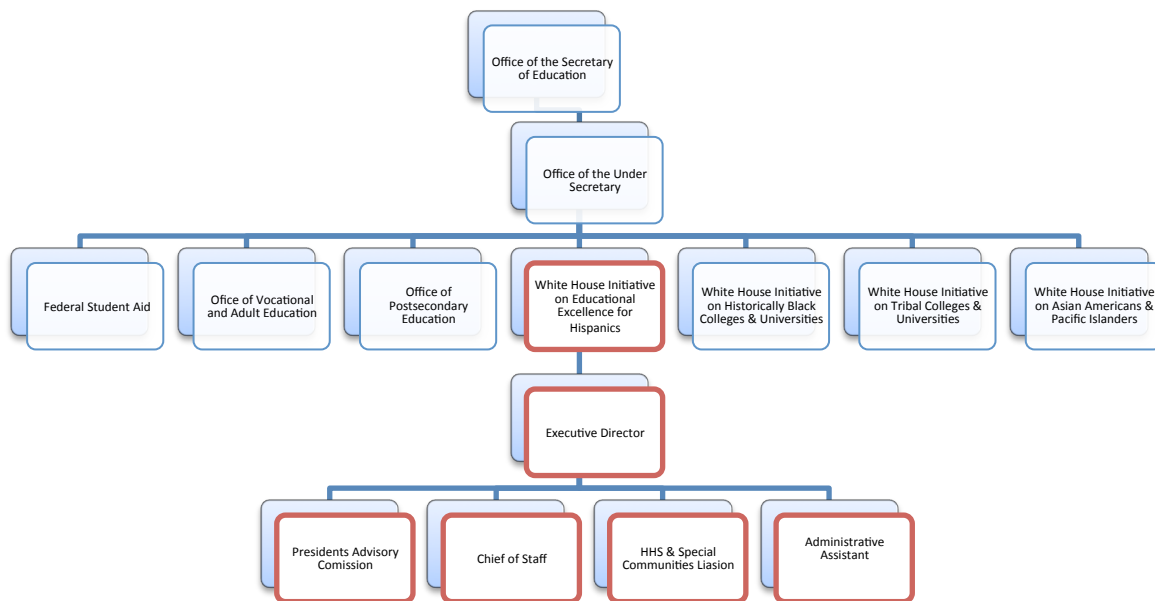 Office of the Secretary
of Education
Office of the Under
Secretary
Federal Student Aid
Ofice of Vocational
and Adult Education
Office of
Postsecondary
Education
White House Initiative
on Educational
Excellence for
Hispanics
White House Initiative
on Historically Black
Colleges & Universities
White House Initiative
on Tribal Colleges &
Universities
White House Initiative
on Asian Americans &
Pacific Islanders
Executive Director
Presidents Advisory
Comission
Chief of Staff
HHS & Special
Communities Liasion
Administrative
Assistant